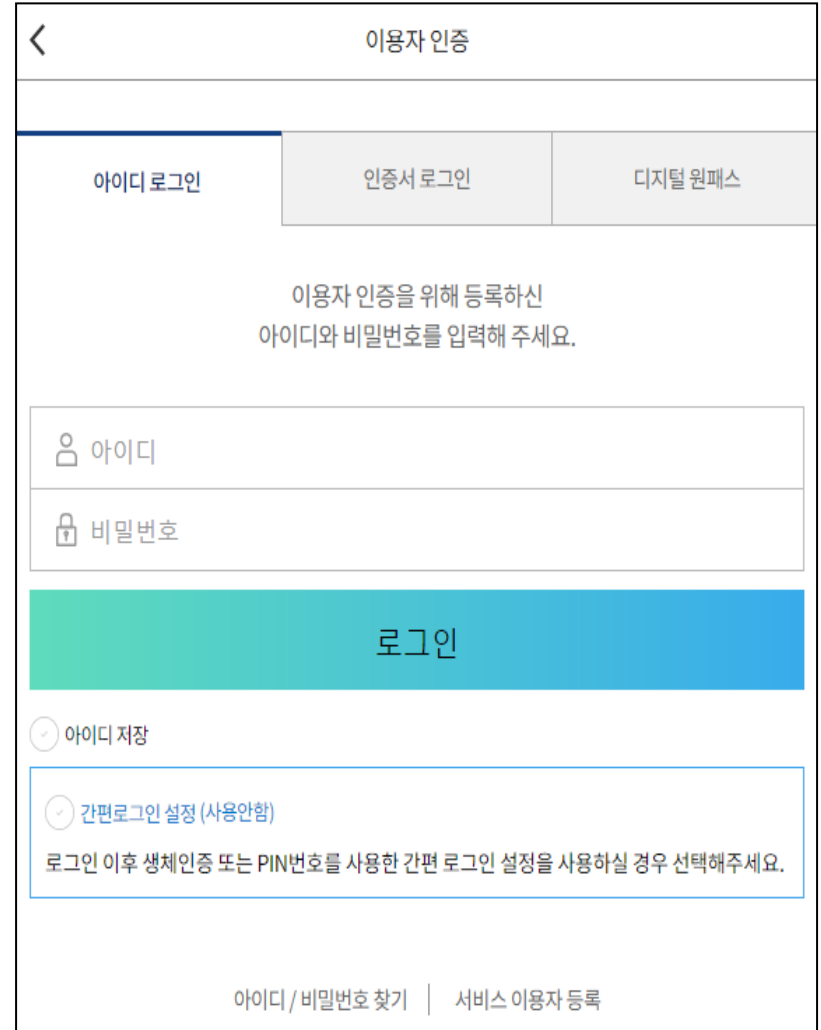 이용자 인증
아이디 로그인 인증서 로그인 디지털 원패스
이용자 인증을 위해 등록하신
아이디와 비밀번호를 입력해 주세요.
아이디
비밀번호
로그인
아이디 저장
간편로그인 설정 (사용안함)
로그인 이후 생체인증 또는 PIN번호를 사용한 간편 로그인 설정을 사용하실 경우 선택해주세요.
아이디 / 비밀번호 찾기 | 서비스 이용자 등록